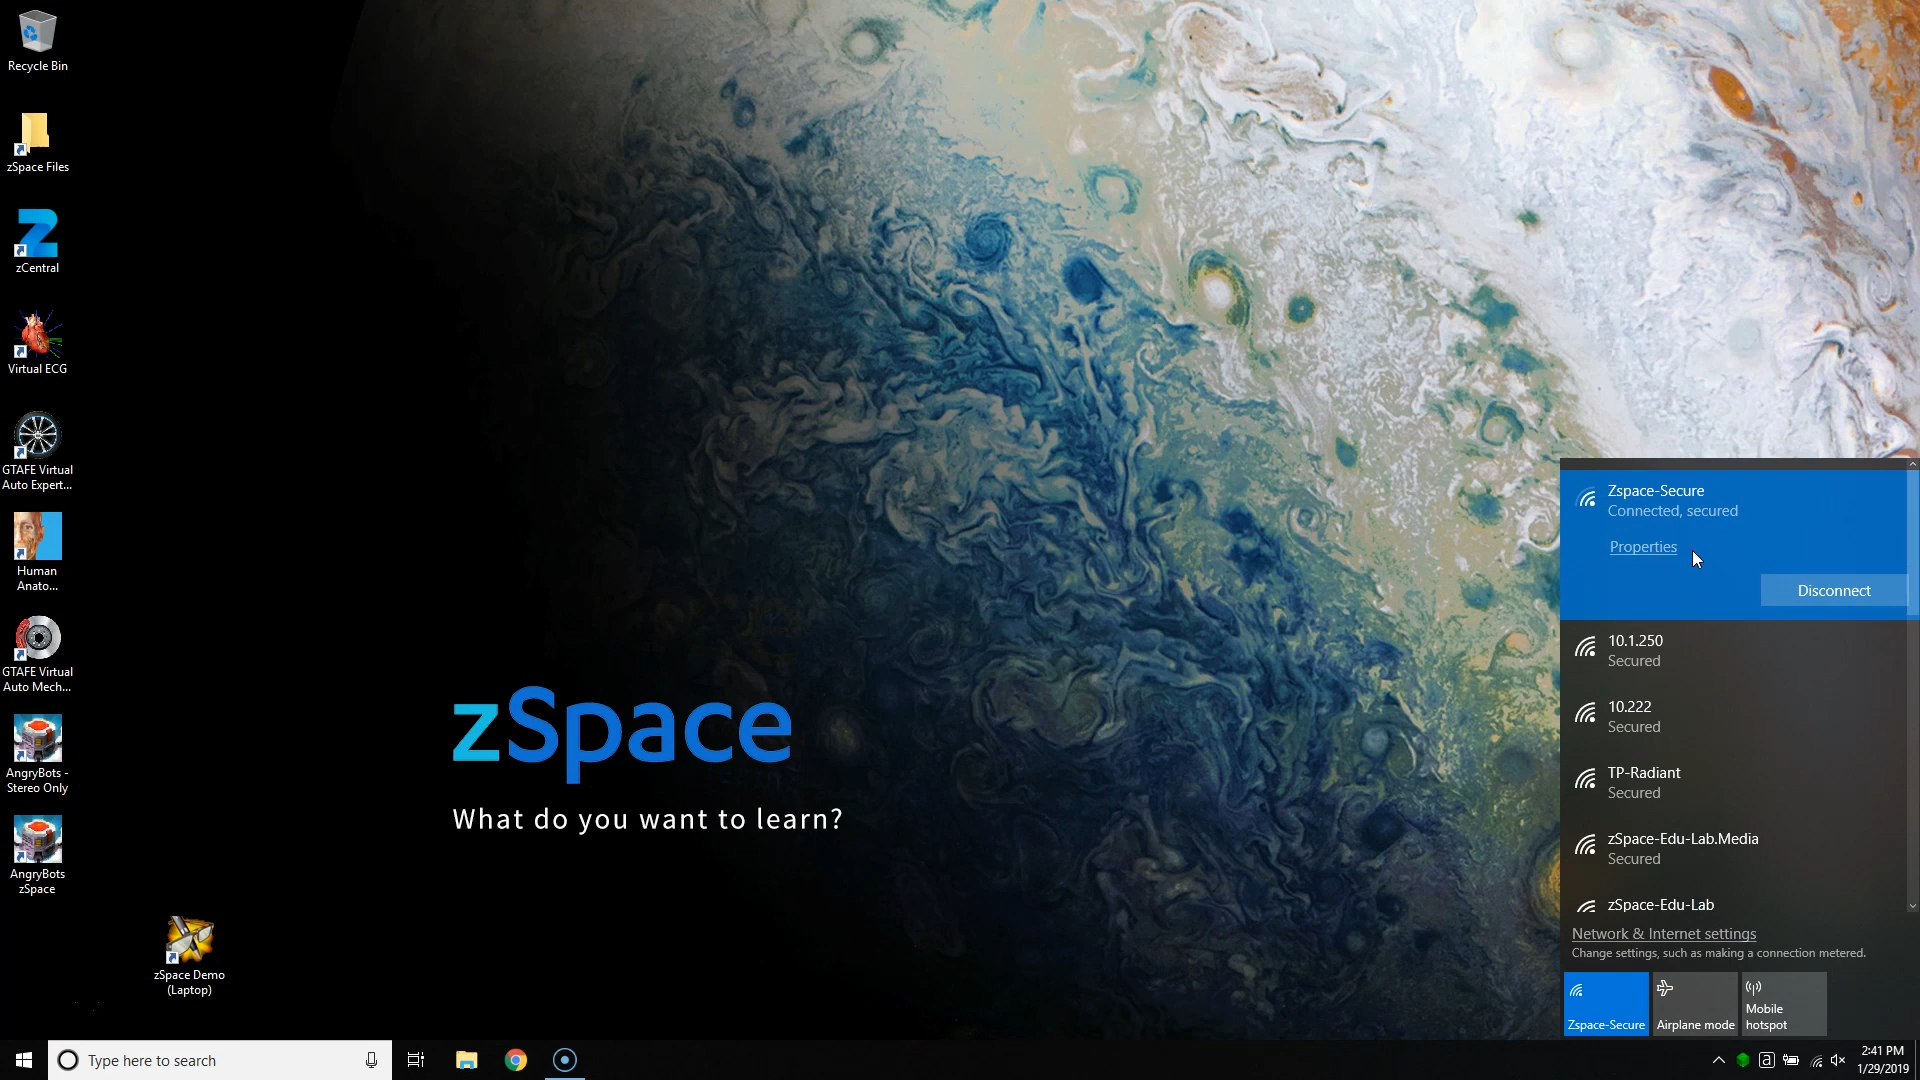 Recycle Bin
zSpace Files
zCentral
Virtual ECG
GTAFE Virtual
Auto Expert...
Human
Anato...
GTAFE Virtual
Auto Mech...
AngryBots -
Stereo Only
AngryBots
zSpace
zSpace Demo
(Laptop)
zSpace
What do you want to learn?
Zspace-Secure
Connected, secured
Properties
Disconnect
10.1.250
Secured
10.222
Secured
TP-Radiant
Secured
zSpace-Edu-Lab.Media
Secured
zSpace-Edu-Lab
Network & Internet settings
Change settings, such as making a connection metered.
Zspace-Secure
Airplane mode
Mobile
hotspot
Type here to search
2:41 PM
1/29/2019